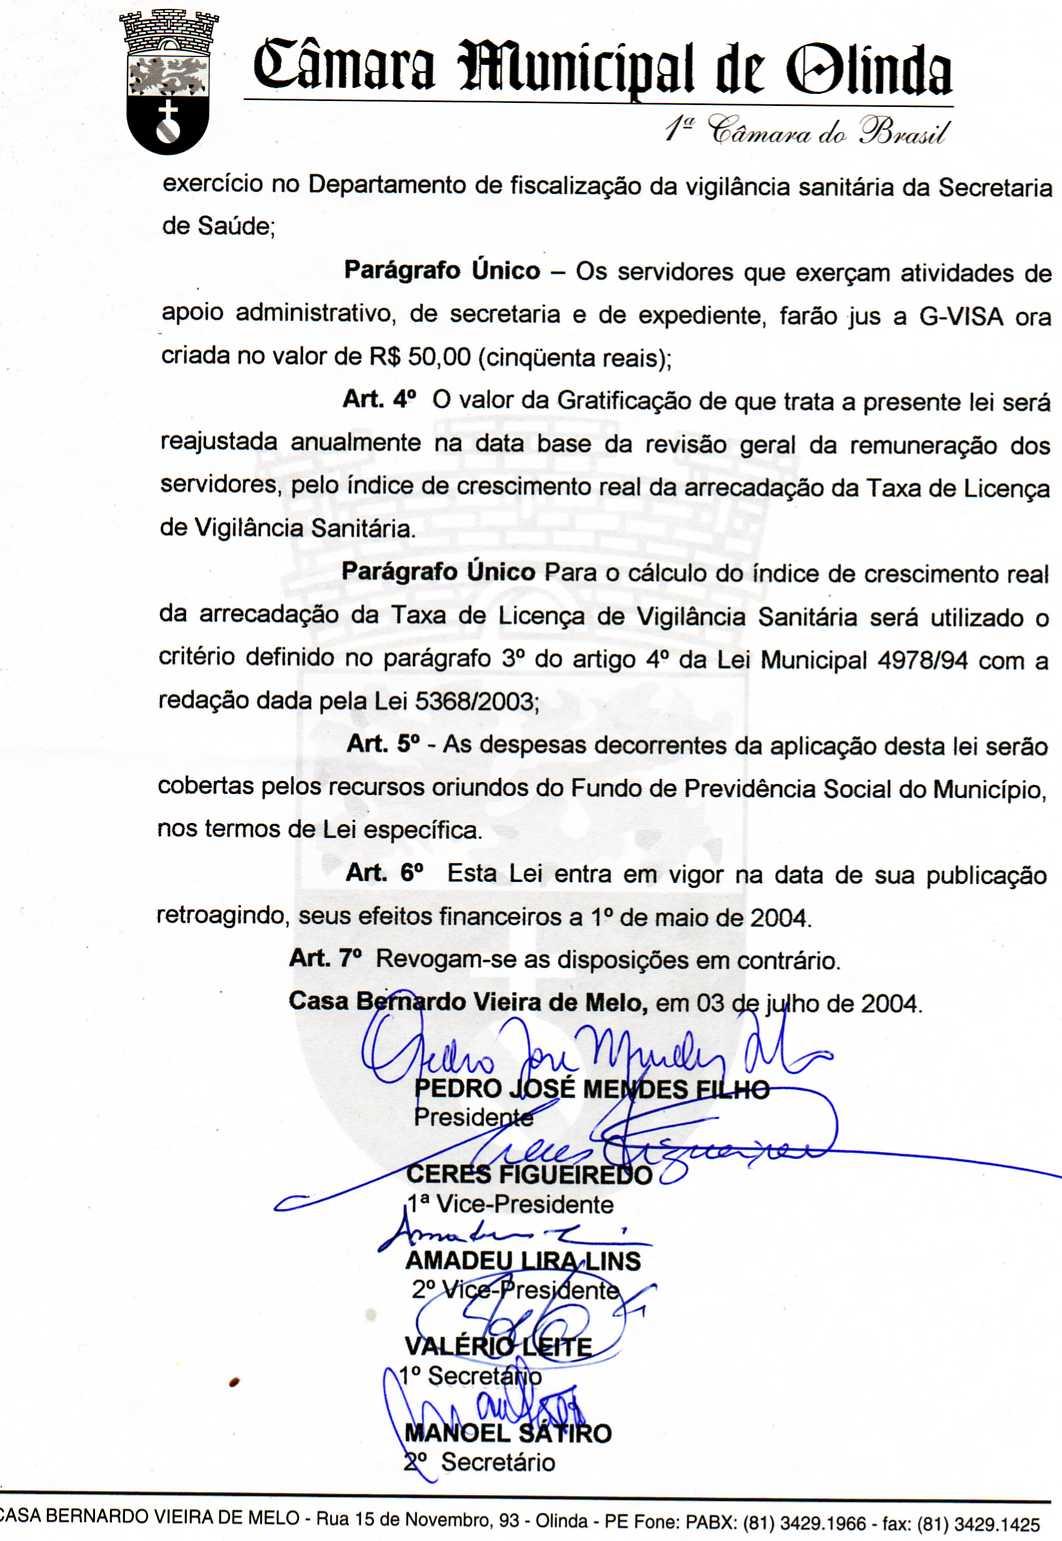 Câmara Municipal de Olinda
1ª Câmara do Brasil
exercício no Departamento de fiscalização da vigilância sanitária da Secretaria
de Saúde;
Parágrafo Único – Os servidores que exerçam atividades de
apoio administrativo, de secretaria e de expediente, farão jus a G-VISA ora
criada no valor de R$ 50,00 (cinqüenta reais);
Art. 4º O valor da Gratificação de que trata a presente lei será
reajustada anualmente na data base da revisão geral da remuneração dos
servidores, pelo índice de crescimento real da arrecadação da Taxa de Licença
de Vigilância Sanitária.
Parágrafo Único Para o cálculo do índice de crescimento real
da arrecadação da Taxa de Licença de Vigilância Sanitária será utilizado o
critério definido no parágrafo 3º do artigo 4º da Lei Municipal 4978/94 com a
redação dada pela Lei 5368/2003;
Art. 5º - As despesas decorrentes da aplicação desta lei serão
cobertas pelos recursos oriundos do Fundo de Previdência Social do Município,
nos termos de Lei específica.
Art. 6º Esta Lei entra em vigor na data de sua publicação
retroagindo, seus efeitos financeiros a 1º de maio de 2004.
Art. 7º Revogam-se as disposições em contrário.
Casa Bernardo Vieira de Melo, em 03 de julho de 2004.
Pedro José Mendes Filho
PEDRO JOSÉ MENDES FILHO
Presidente
Ceres Figueiredo
CERES FIGUEIREDO
1ª Vice-Presidente
AMADEU LIRA LINS
2º Vice-Presidente
VALÉRIO LEITE
1º Secretário
MANOEL SÁTIRO
2º Secretário
CASA BERNARDO VIEIRA DE MELO - Rua 15 de Novembro, 93 - Olinda - PE Fone: PABX: (81) 3429.1966 - fax: (81) 3429.1425